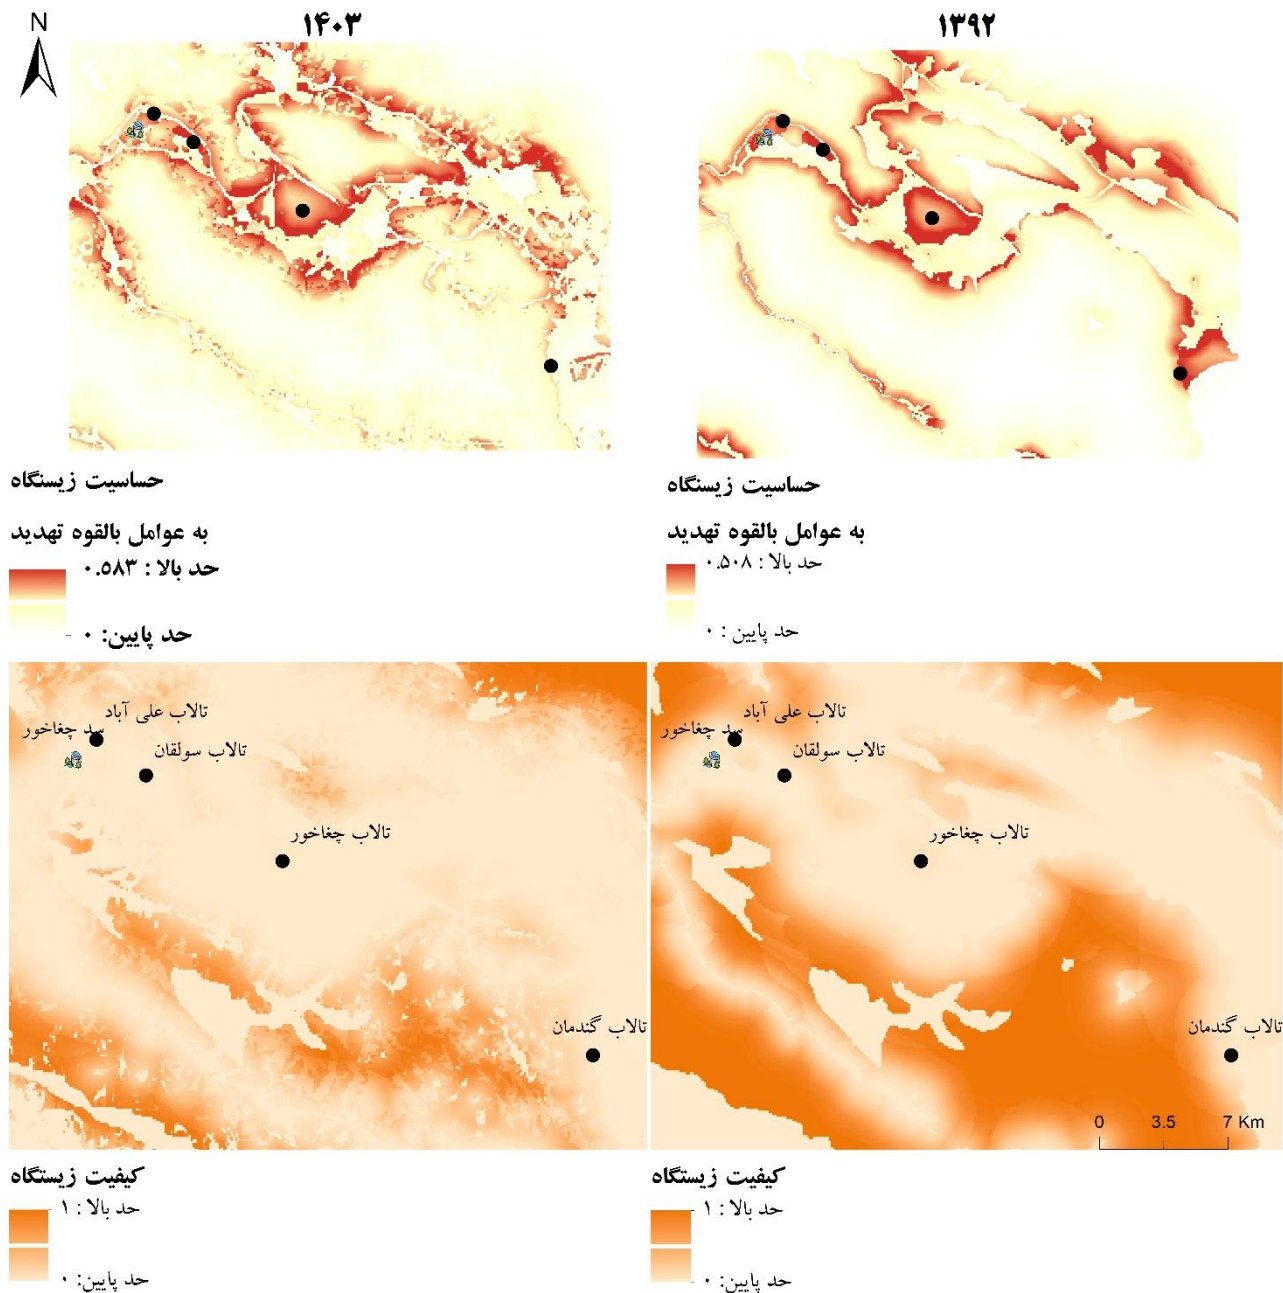 N
۱۴۰۳
۱۳۹۲
حساسیت زیستگاه
به عوامل بالقوه تهدید
حد بالا : ۰.۵۸۳
حد پایین: ۰
حساسیت زیستگاه
به عوامل بالقوه تهدید
حد بالا : ۰.۵۰۸
حد پایین : ۰
تالاب علی آباد
سد چغاخور
تالاب سولقان
تالاب چغاخور
تالاب گندمان
تالاب علی آباد
سد چغاخور
تالاب سولقان
تالاب چغاخور
تالاب گندمان
0 3.5 7 Km
کیفیت زیستگاه
حد بالا : ۱
حد پایین: ۰
کیفیت زیستگاه
حد بالا : ۱
حد پایین: ۰